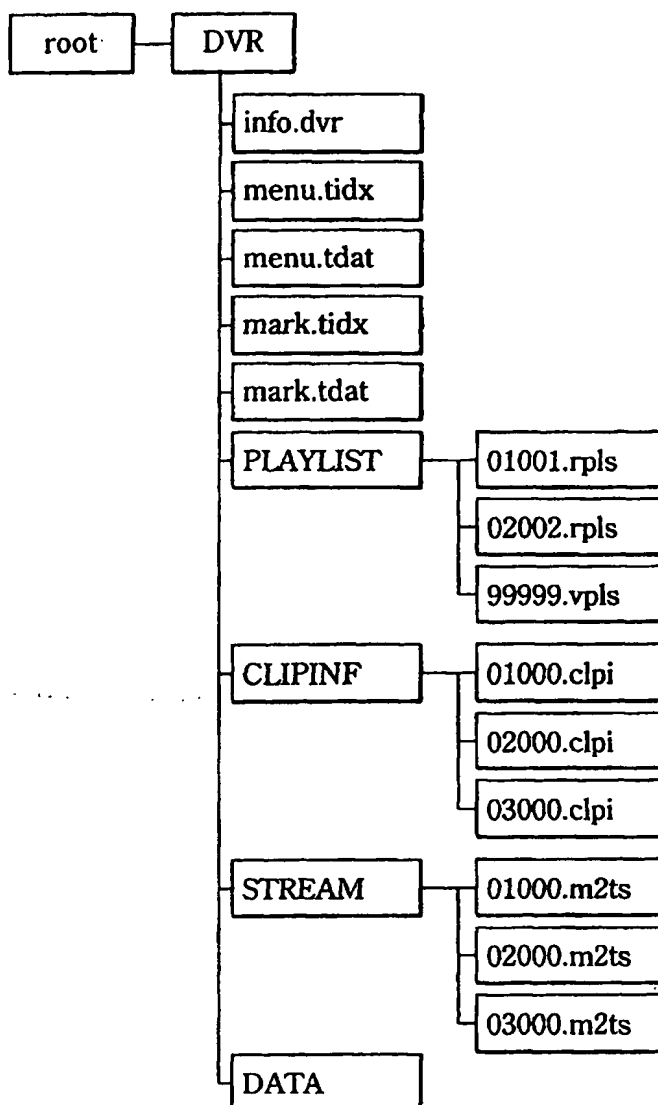 root DVR
info.dvr
menu.tidx
menu.tdat
mark.tidx
mark.tdat
PLAYLIST 01001.rpls
02002.rpls
99999.vpls
CLIPINF 01000.clpi
02000.clpi
03000.clpi
STREAM 01000.m2ts
02000.m2ts
03000.m2ts
DATA